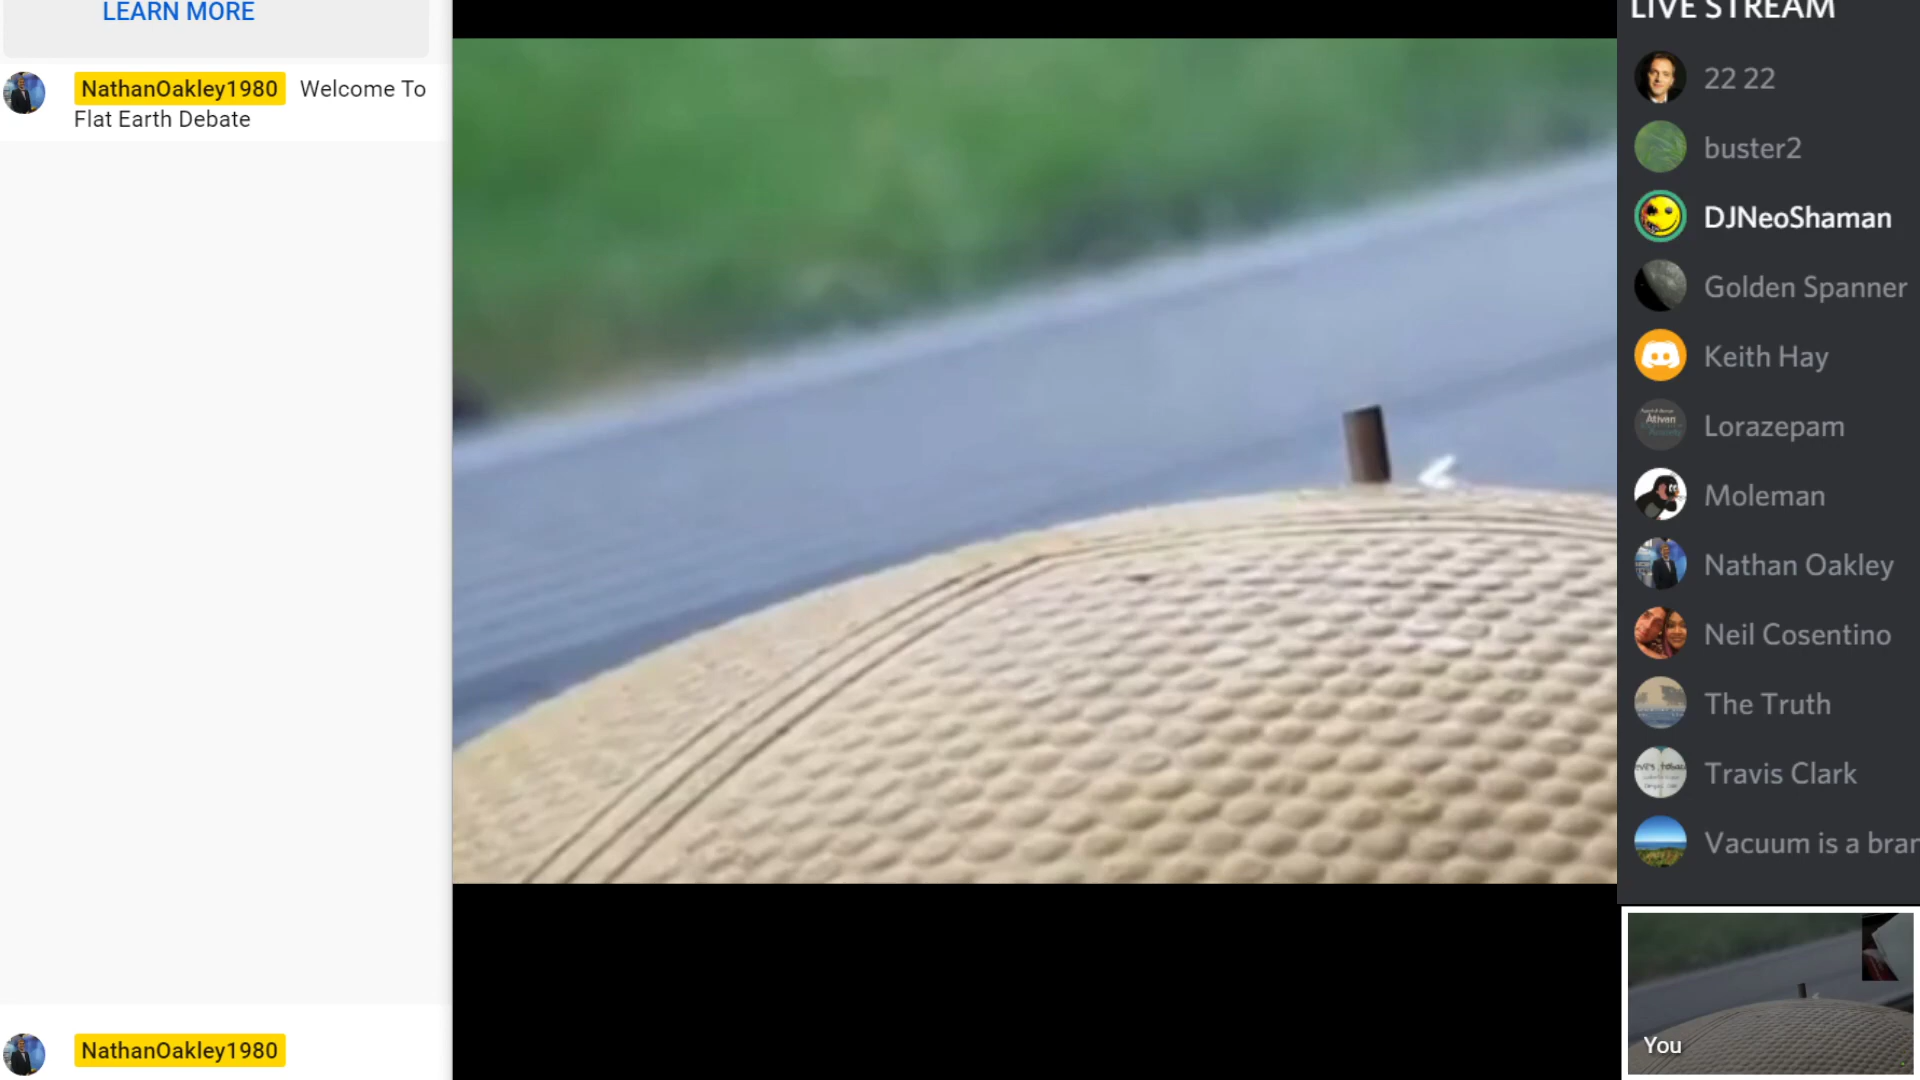 LEARN MORE
NathanOakley1980 Welcome To
Flat Earth Debate
NathanOakley1980
LIVE STREAM
22 22
buster2
DJNeoShaman
Golden Spanner
Keith Hay
Ativan
Lorazepam
Moleman
Nathan Oakley
Neil Cosentino
The Truth
Travis Clark
Vacuum is a bran
You